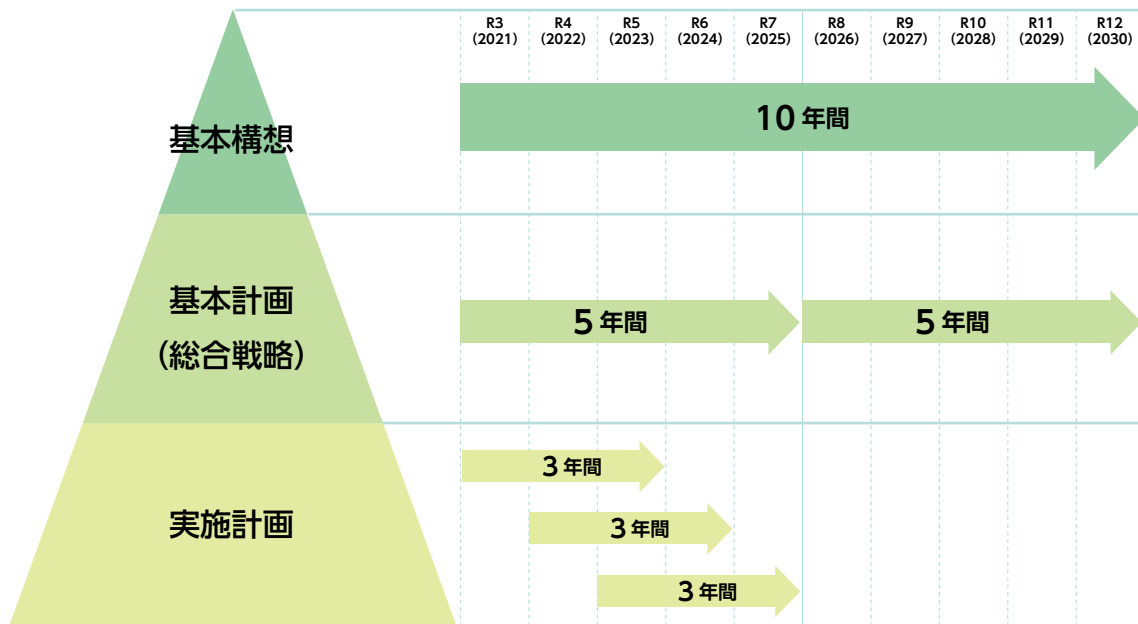 R3 R4 R5 R6 R7 R8 R9 R10 R11 R12
(2021) (2022) (2023) (2024) (2025) (2026) (2027) (2028) (2029) (2030)
基本構想
10年間
基本計画
（総合戦略）
5年間
5年間
実施計画
3年間
3年間
3年間